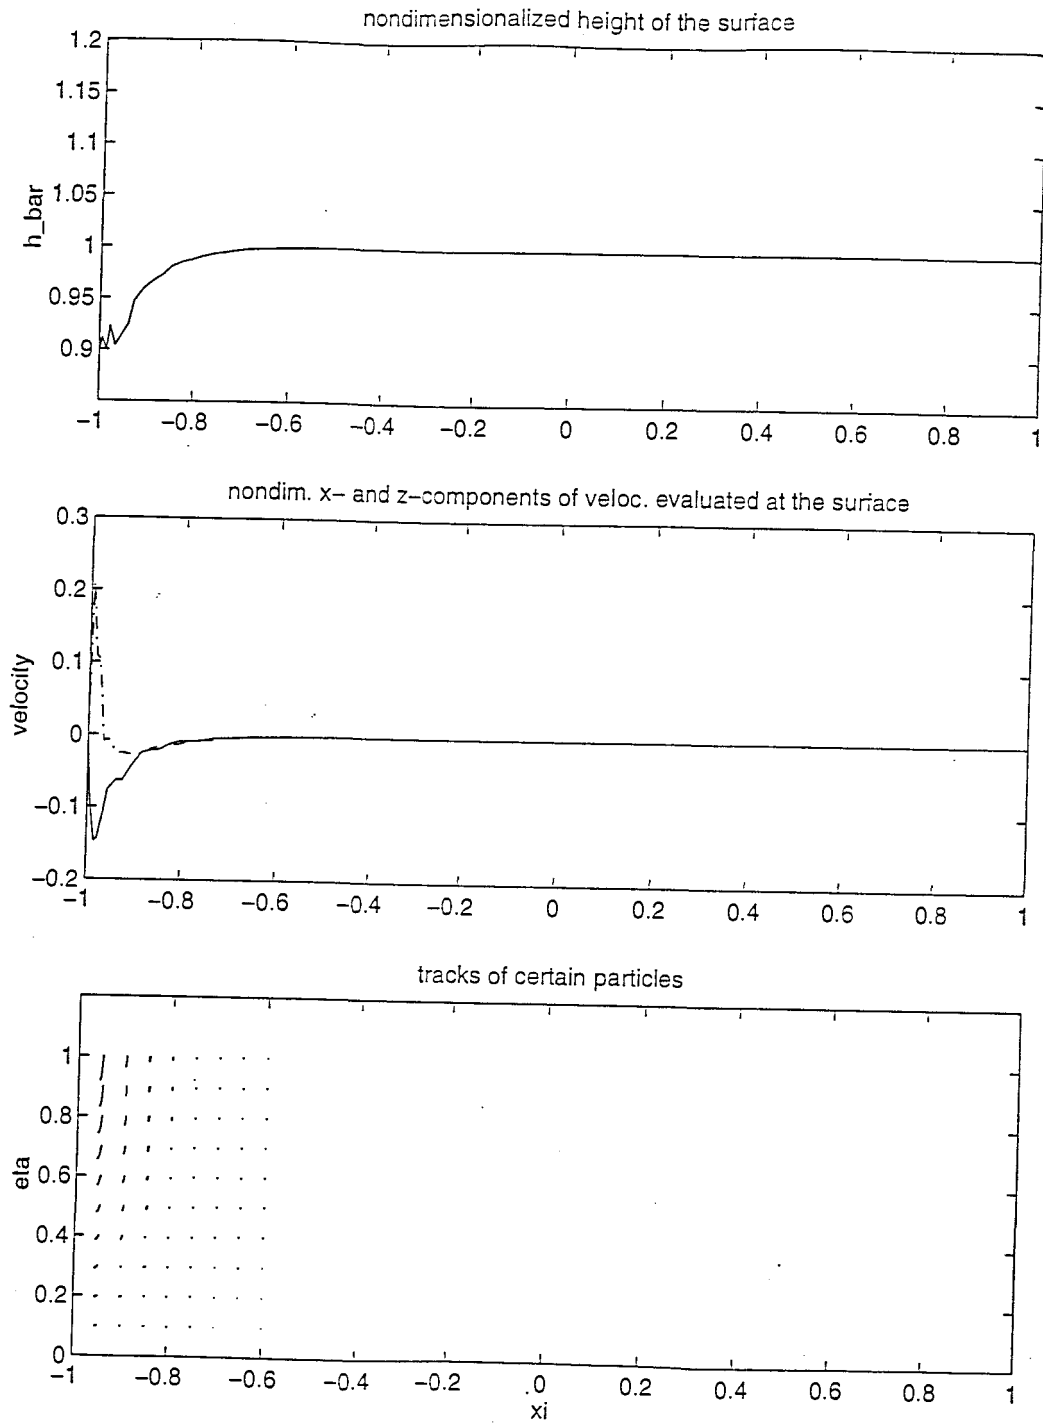 nondimensionalized height of the surface
1.2
1.15
1.1
1.05
1
0.95
0.9
h_bar
-1 -0.8 -0.6 -0.4 -0.2 0 0.2 0.4 0.6 0.8 1
nondim. x- and z-components of veloc. evaluated at the surface
0.3
0.2
0.1
0
-0.1
-0.2
velocity
-1 -0.8 -0.6 -0.4 -0.2 0 0.2 0.4 0.6 0.8 1
tracks of certain particles
1
0.8
0.6
0.4
0.2
0
eta
-1 -0.8 -0.6 -0.4 -0.2 0 0.2 0.4 0.6 0.8 1
xi